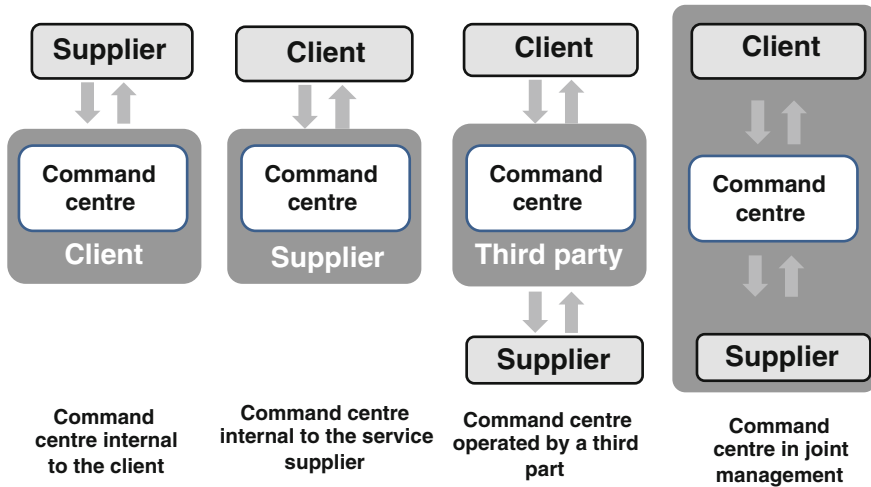 Supplier
Command
centre
Client
Command
centre internal
to the client
Client
Command
centre
Supplier
Command centre
internal to the service
supplier
Client
Command
centre
Third party
Supplier
Command centre
operated by a third
part
Client
Command
centre
Supplier
Command
centre in joint
management